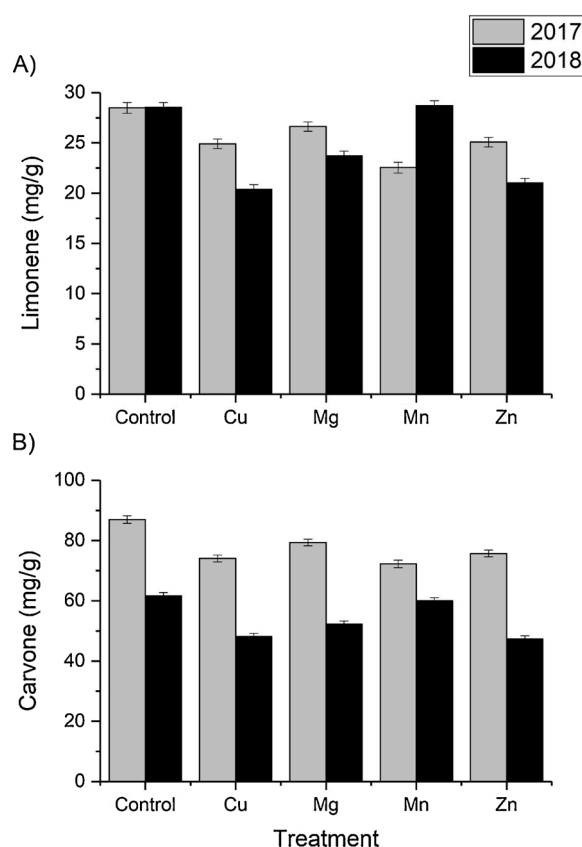 2017
2018
A)
Limonene (mg/g)
30
25
20
15
10
5
0
Control Cu Mg Mn Zn
B)
Carvone (mg/g)
100
80
60
40
20
0
Control Cu Mg Mn Zn
Treatment